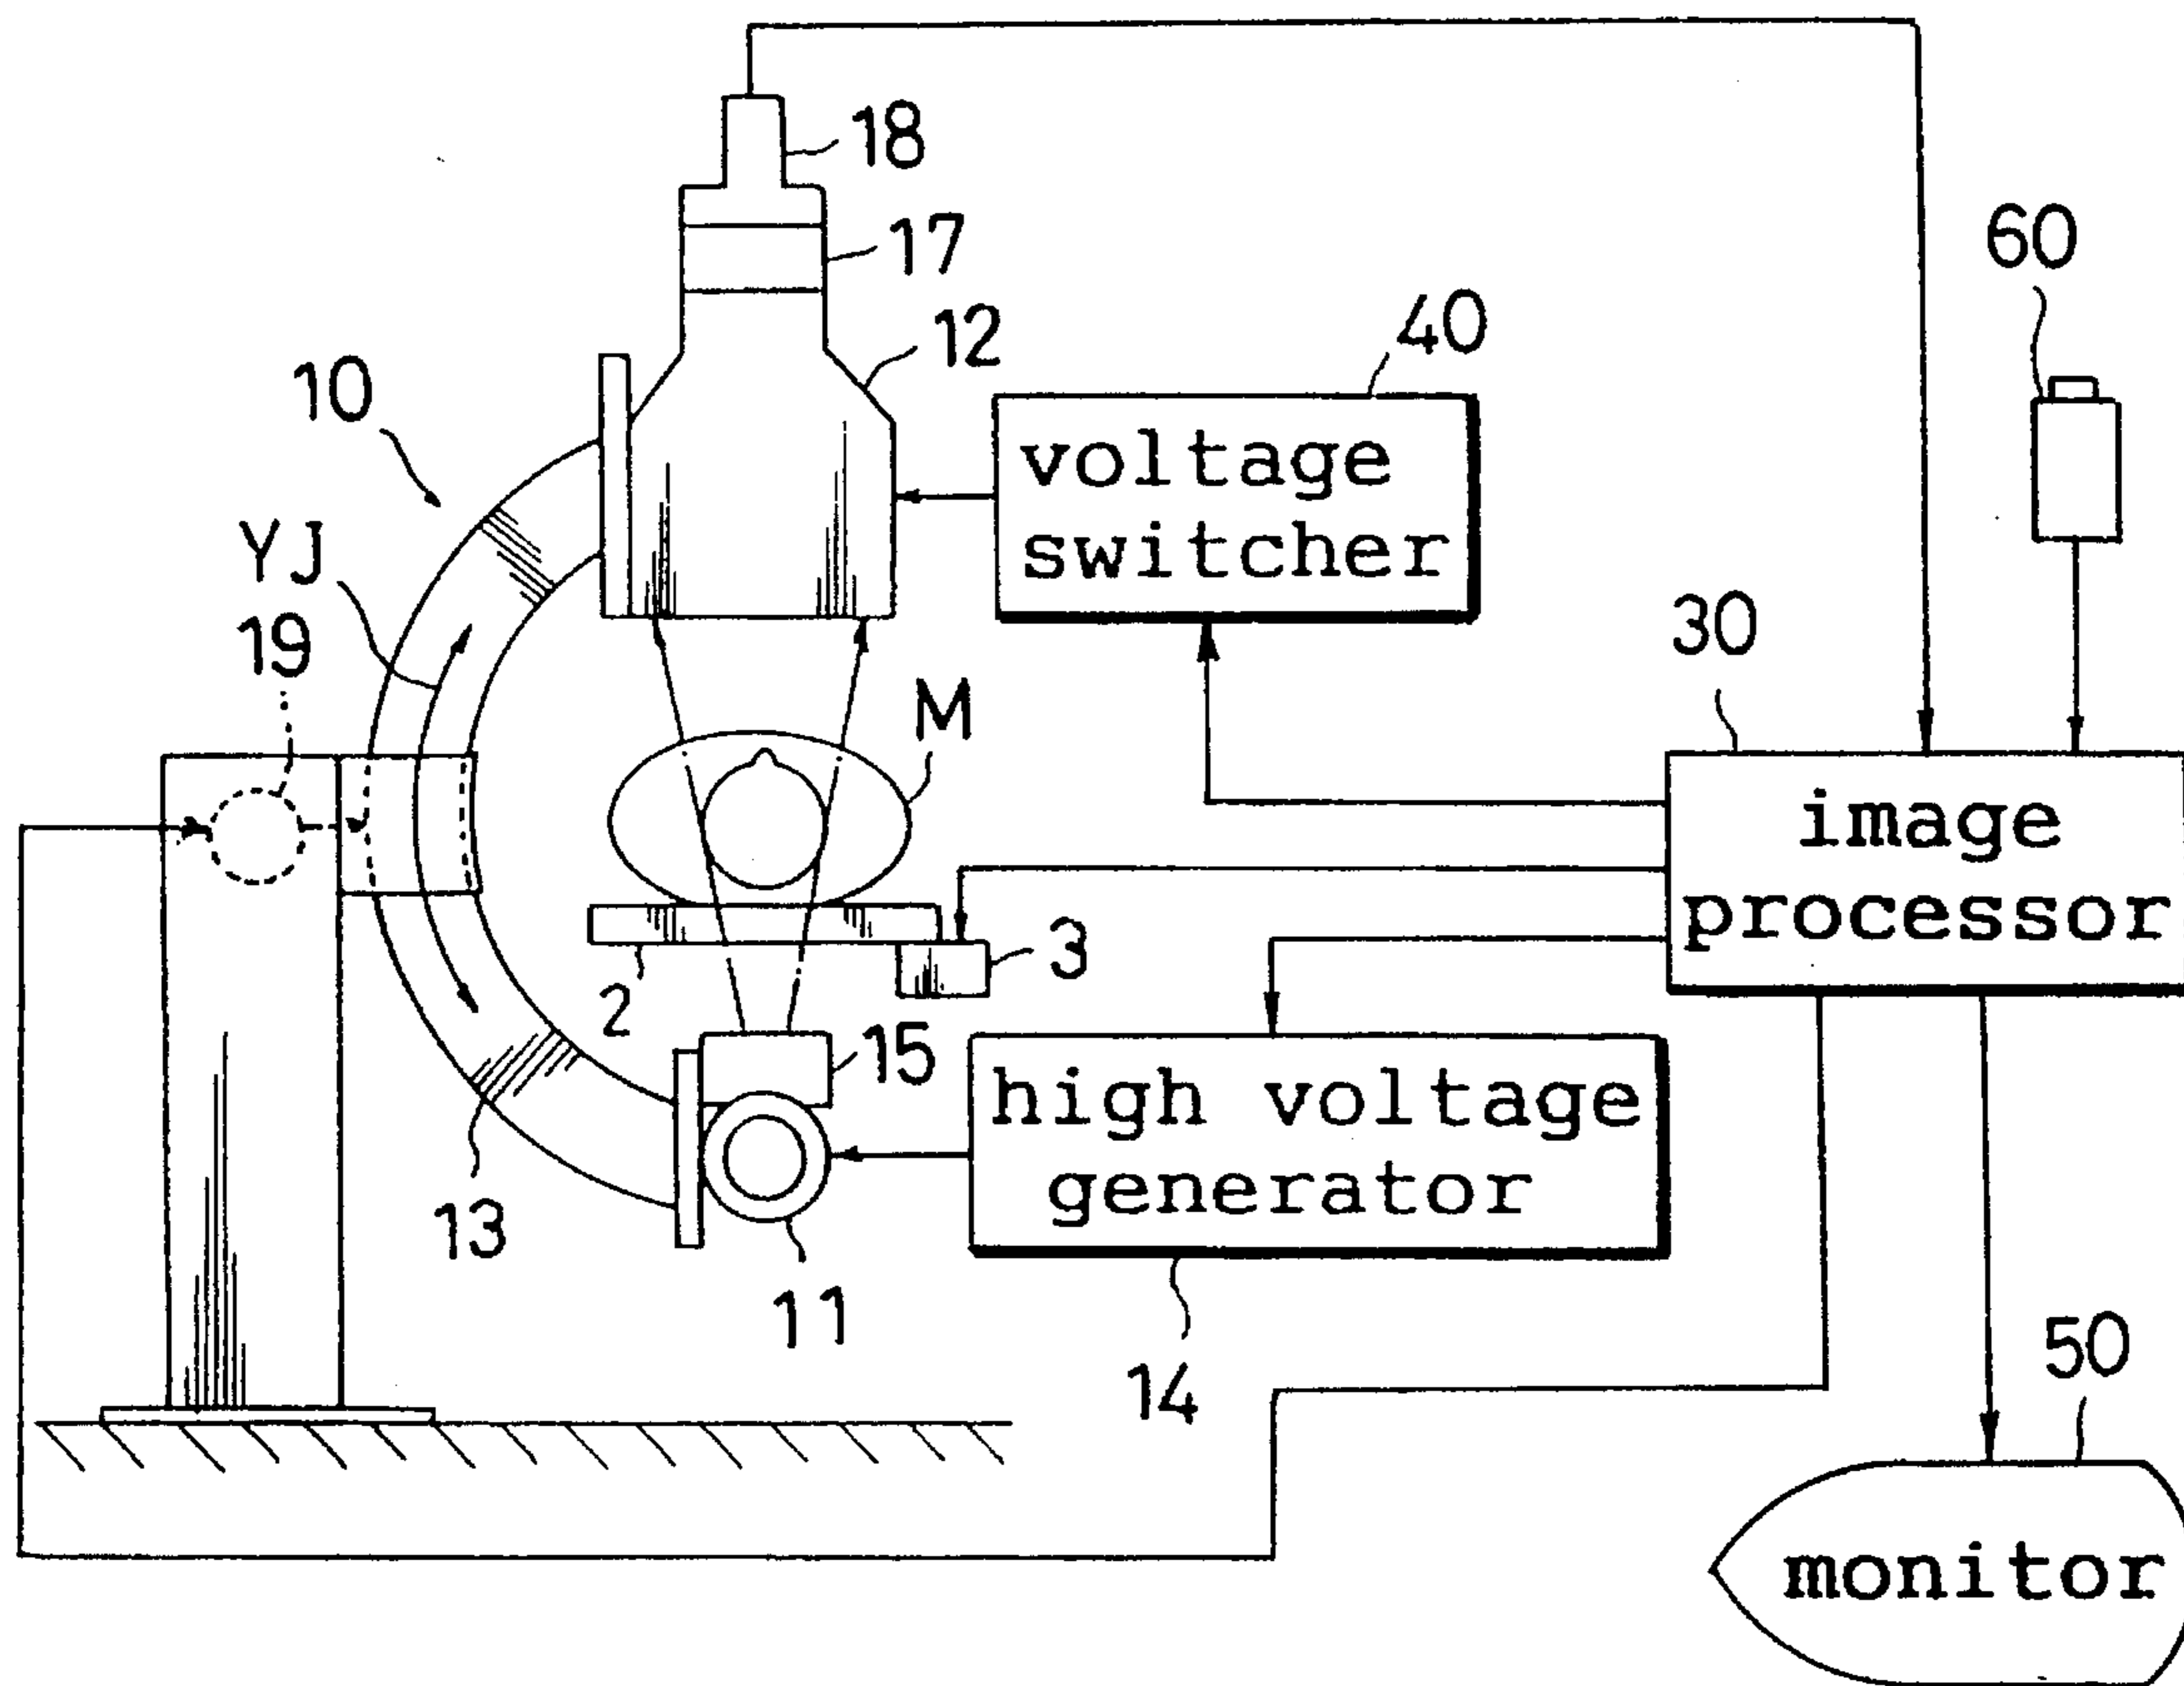 18
17
60
12
40
10
voltage
switcher
YJ
19
30
M
image
processor
3
2
15
high voltage
generator
13
11
50
14
monitor